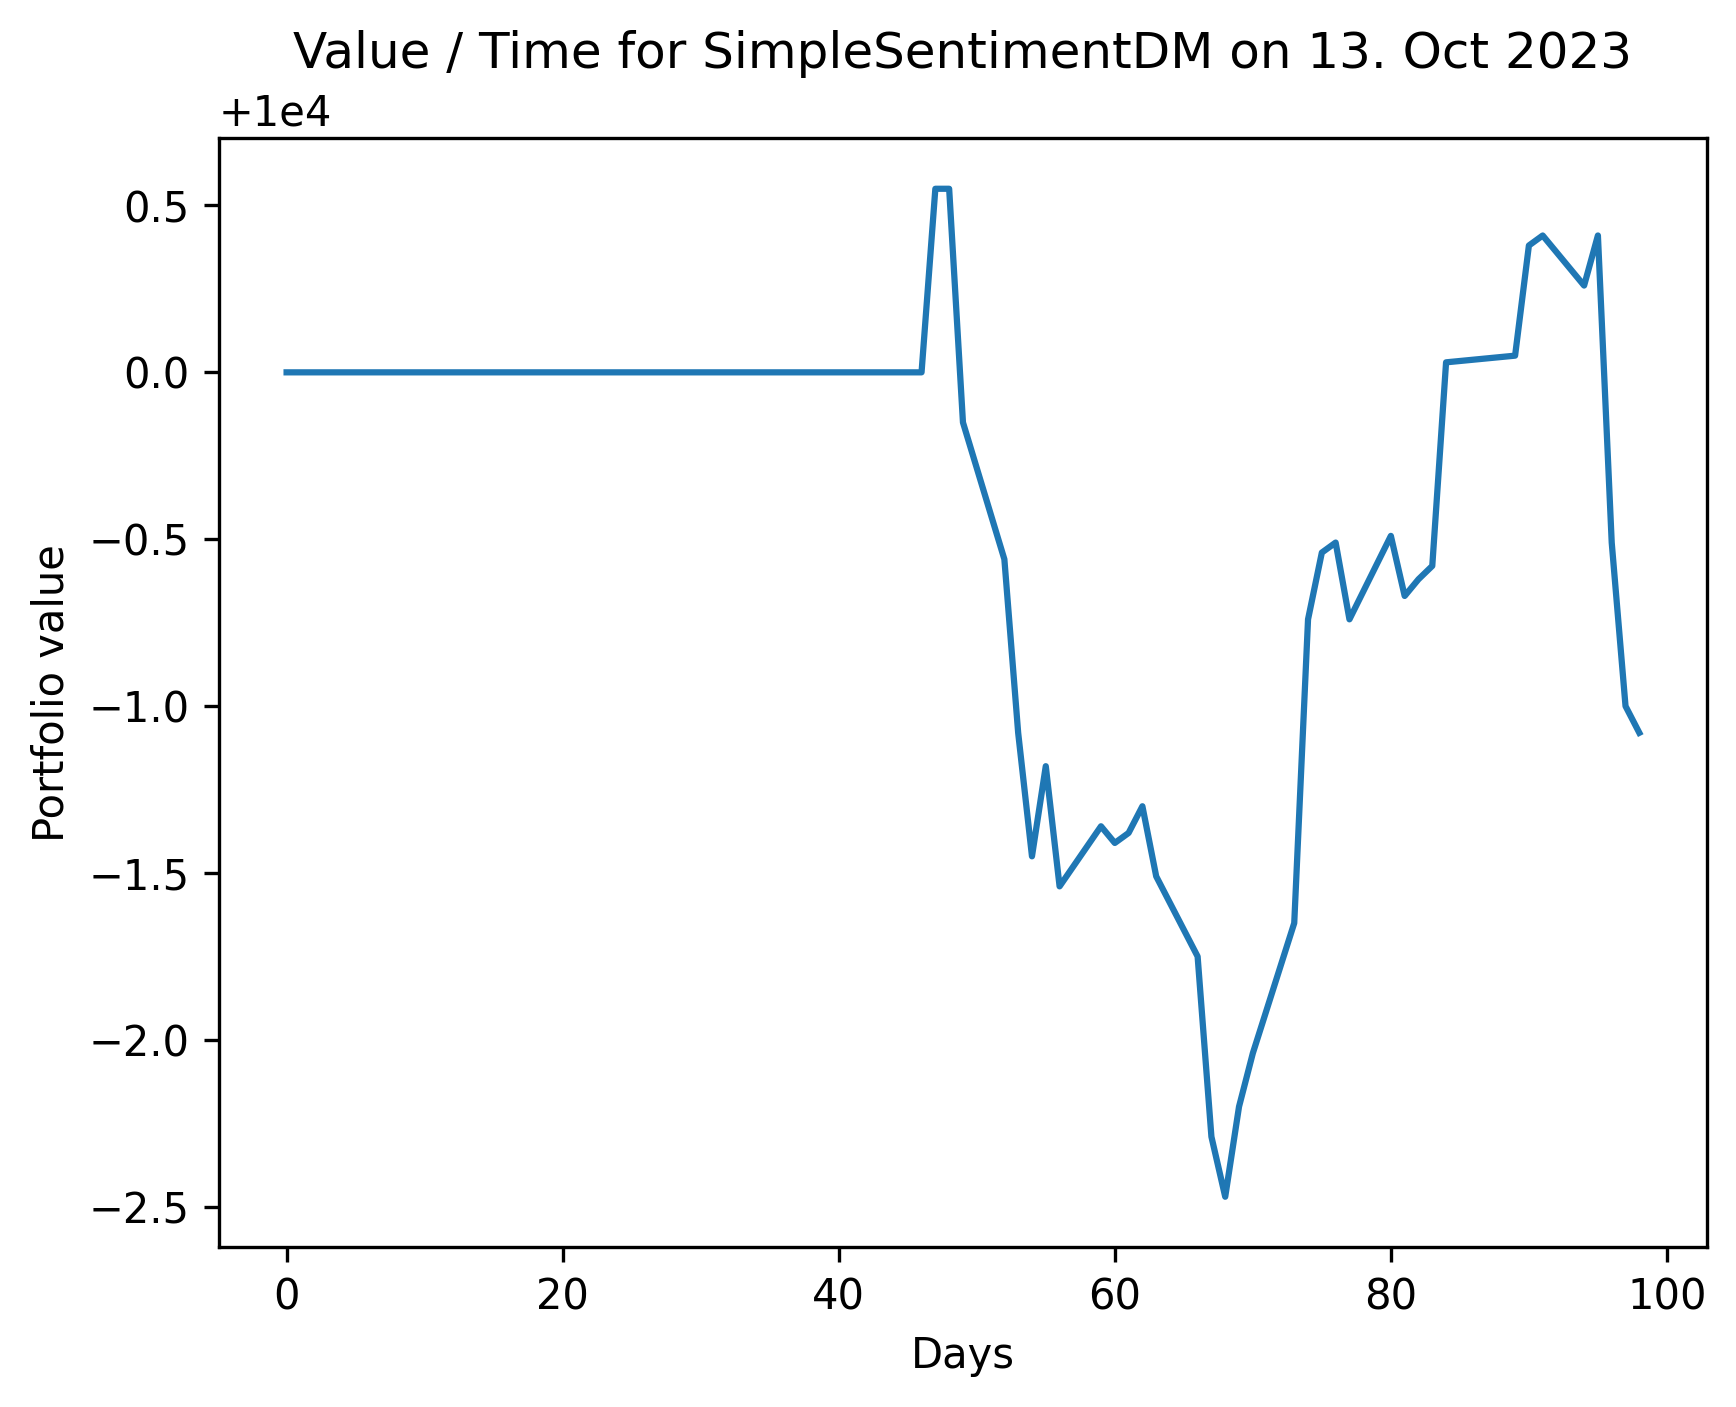 Value / Time for SimpleSentimentDM on 13. Oct 2023
+1e4
0.5
0.0
−0.5
−1.0
−1.5
−2.0
−2.5
Portfolio value
0 20 40 60 80 100
Days